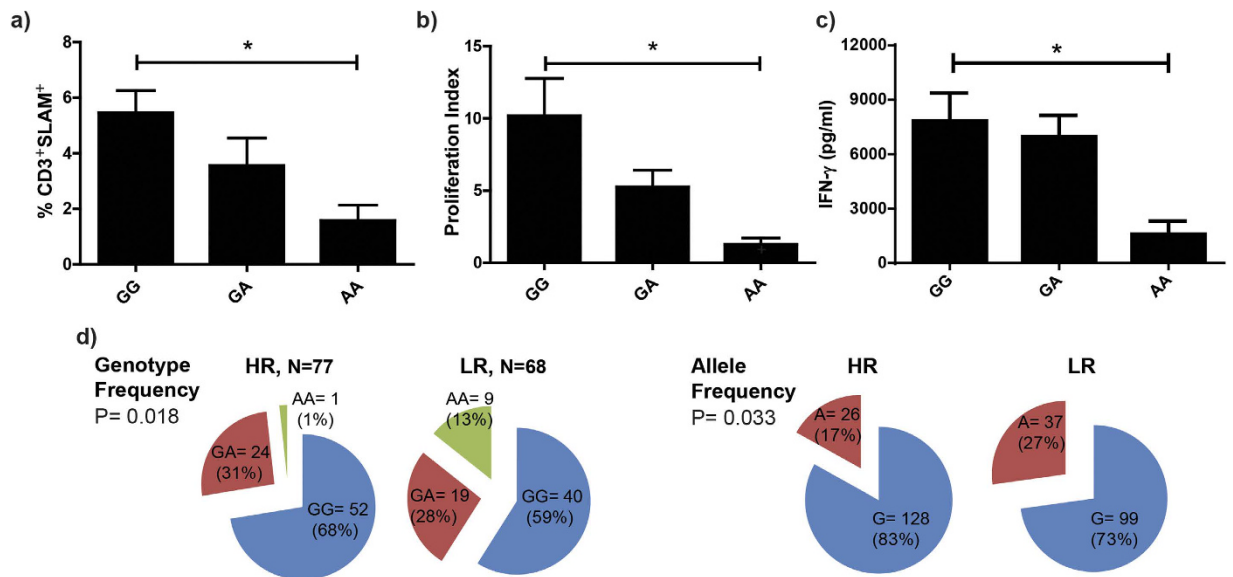 a)
8
6
4
2
0
% CD3+SLAM+
*
GG
GA
AA
b)
15
10
5
0
Proliferation Index
*
GG
GA
AA
c)
12000
9000
6000
3000
0
IFN-γ (pg/ml)
*
GG
GA
AA
d)
Genotype
Frequency
P= 0.018
HR, N=77
AA= 1
(1%)
GA= 24
(31%)
GG= 52
(68%)
LR, N=68
AA= 9
(13%)
GA= 19
(28%)
GG= 40
(59%)
Allele
Frequency
P= 0.033
HR
A= 26
(17%)
G= 128
(83%)
LR
A= 37
(27%)
G= 99
(73%)